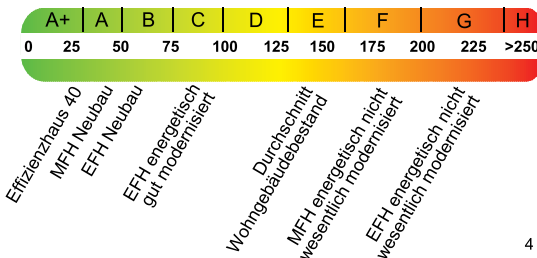 A+ A B C D E F G H
0 25 50 75 100 125 150 175 200 225 >250
Effizienzhaus 40
MFH Neubau
EFH Neubau
EFH energetisch
gut modernisiert
Durchschnitt
Wohngebäudebestand
MFH energetisch nicht
wesentlich modernisiert
EFH energetisch nicht
wesentlich modernisiert
4